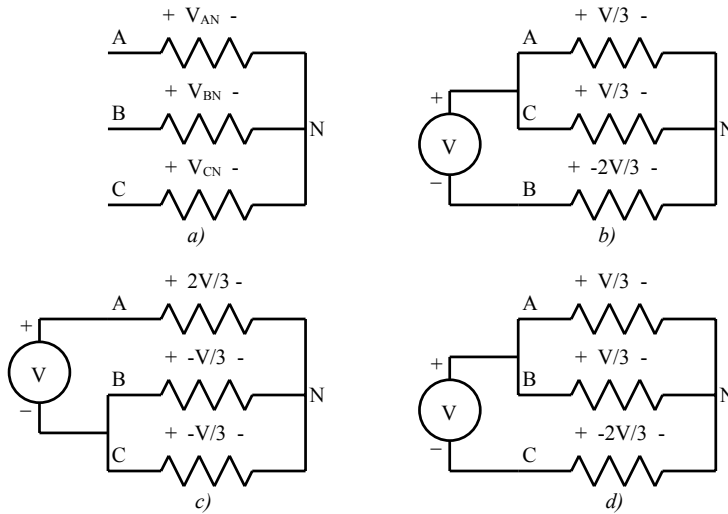 + V_AN -
A
+ V_BN -
B
N
+ V_CN -
C
a)
+ V/3 -
A
+
+ V/3 -
C
N
V
+ -2V/3 -
−
B
b)
+ 2V/3 -
A
+
+ -V/3 -
V
B
N
−
+ -V/3 -
C
c)
+ V/3 -
A
+
+ V/3 -
B
N
V
+ -2V/3 -
−
C
d)